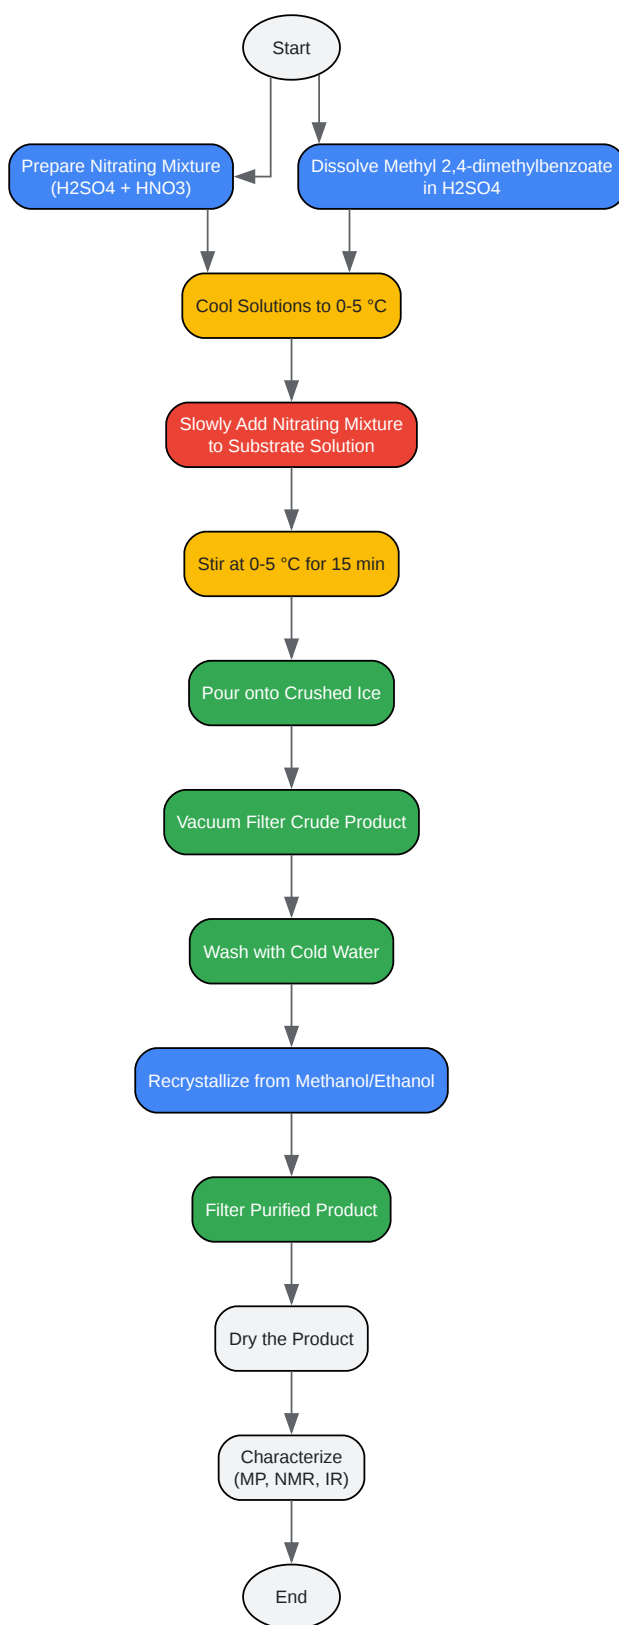 Start
Prepare Nitrating Mixture
(H2SO4 + HNO3)
Dissolve Methyl 2,4-dimethylbenzoate
in H2SO4
Cool Solutions to 0-5 °C
Slowly Add Nitrating Mixture
to Substrate Solution
Stir at 0-5 °C for 15 min
Pour onto Crushed Ice
Vacuum Filter Crude Product
Wash with Cold Water
Recrystallize from Methanol/Ethanol
Filter Purified Product
Dry the Product
Characterize
(MP, NMR, IR)
End